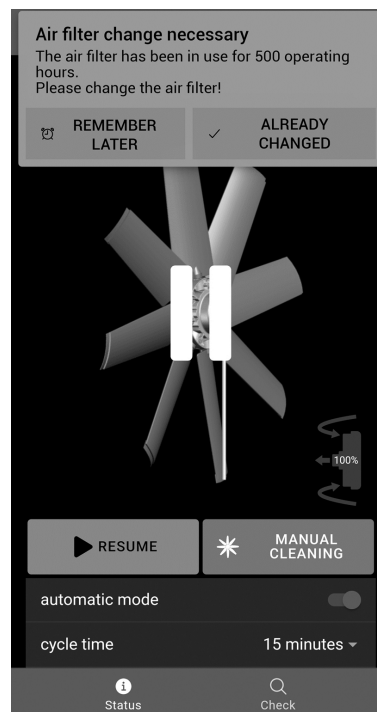 Air filter change necessary
The air filter has been in use for 500 operating
hours.
Please change the air filter!
REMEMBER
LATER
ALREADY
CHANGED
100%
RESUME
MANUAL
CLEANING
automatic mode
cycle time
15 minutes
Status
Check